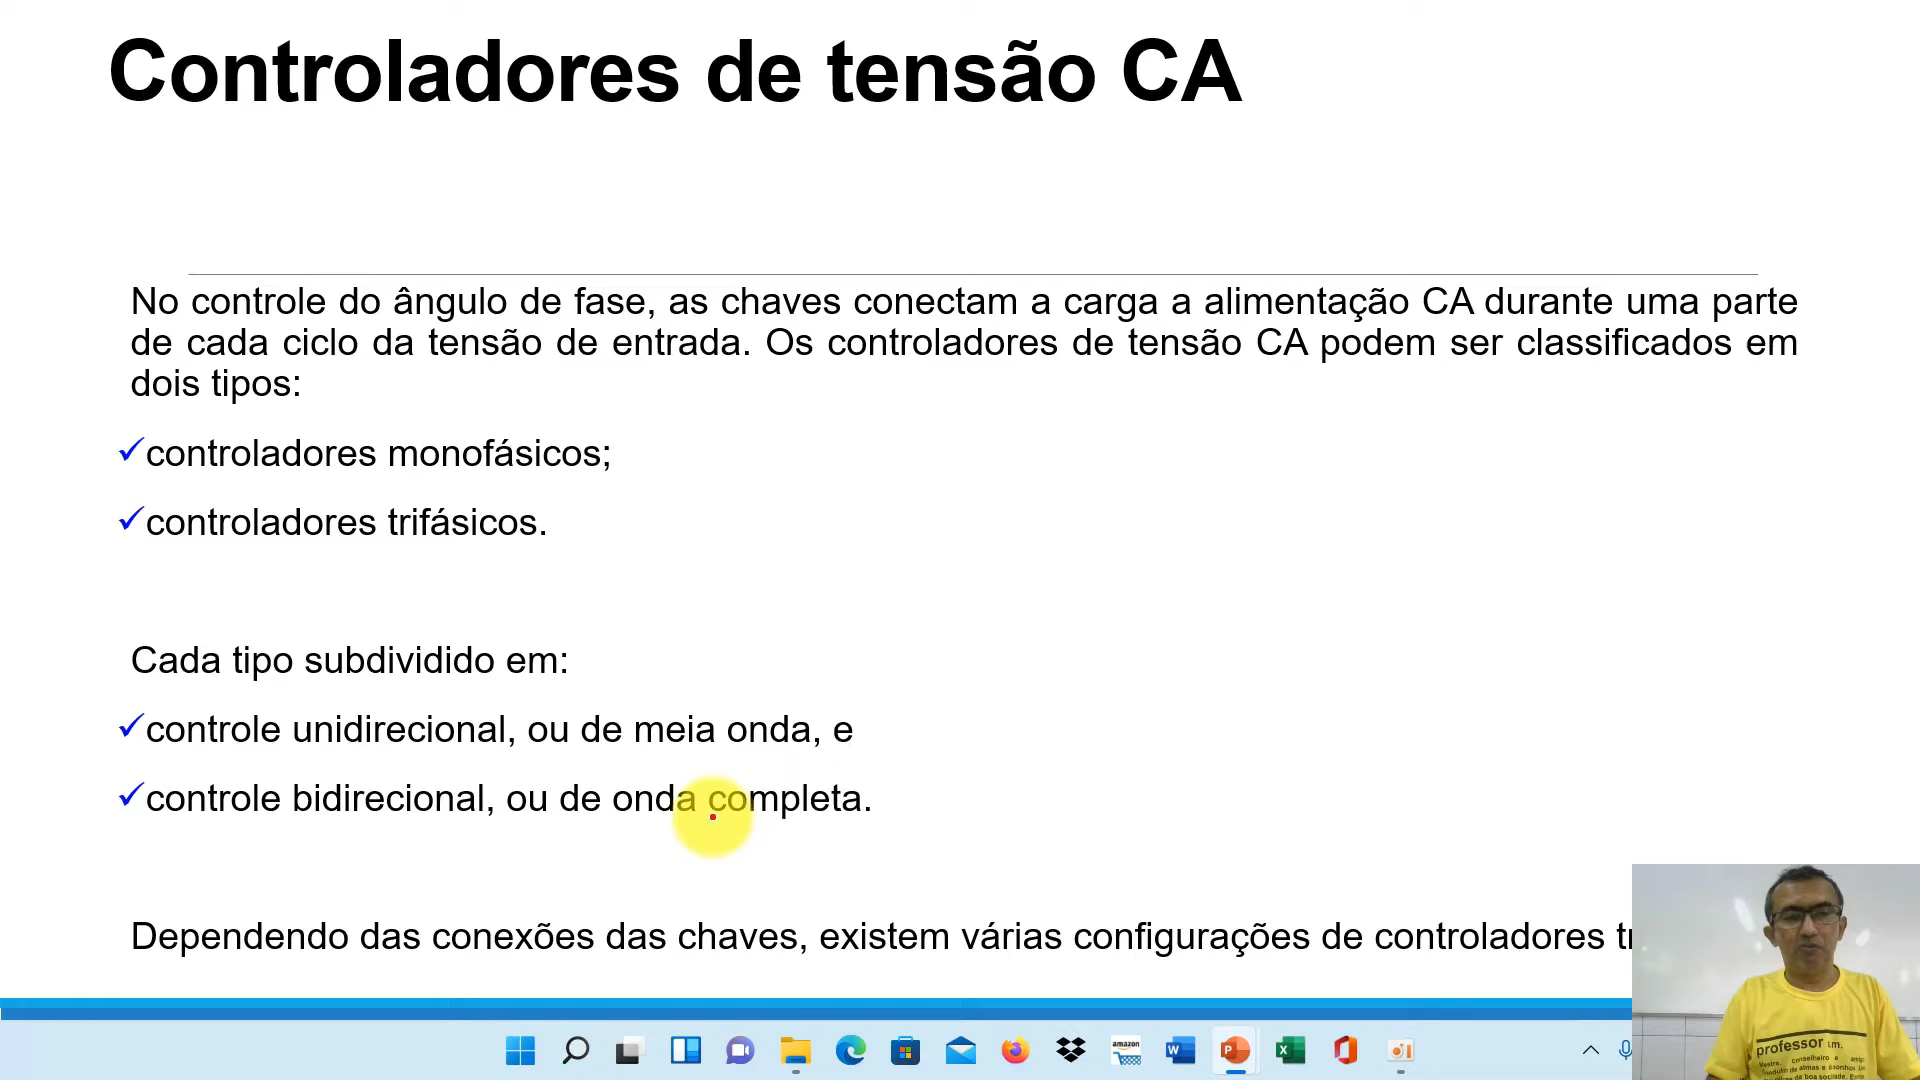 Controladores de tensão CA
No controle do ângulo de fase, as chaves conectam a carga a alimentação CA durante uma parte
de cada ciclo da tensão de entrada. Os controladores de tensão CA podem ser classificados em
dois tipos:
controladores monofásicos;
controladores trifásicos.
Cada tipo subdividido em:
controle unidirecional, ou de meia onda, e
controle bidirecional, ou de onda completa.
Dependendo das conexões das chaves, existem várias configurações de controladores
amazon
professor